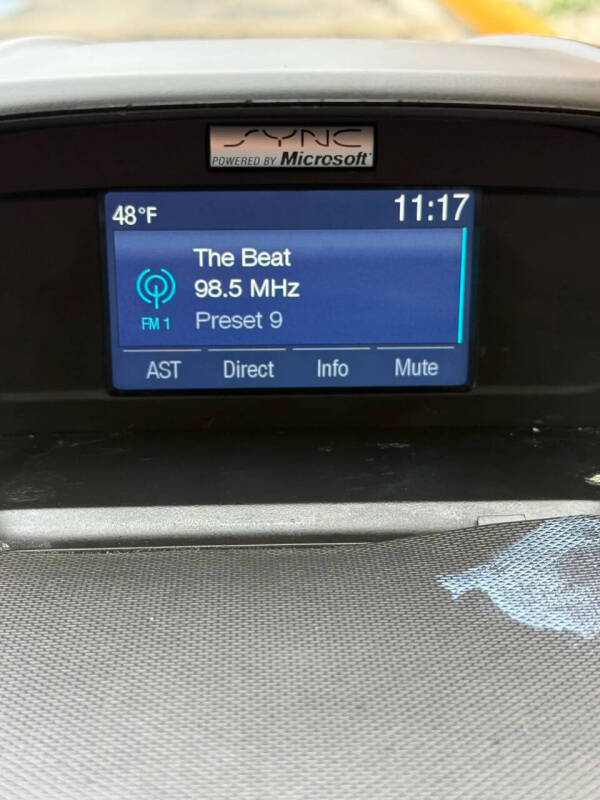 SYNC
POWERED BY Microsoft
48°F 11:17
The Beat
98.5 MHz
FM 1 Preset 9
AST Direct Info Mute